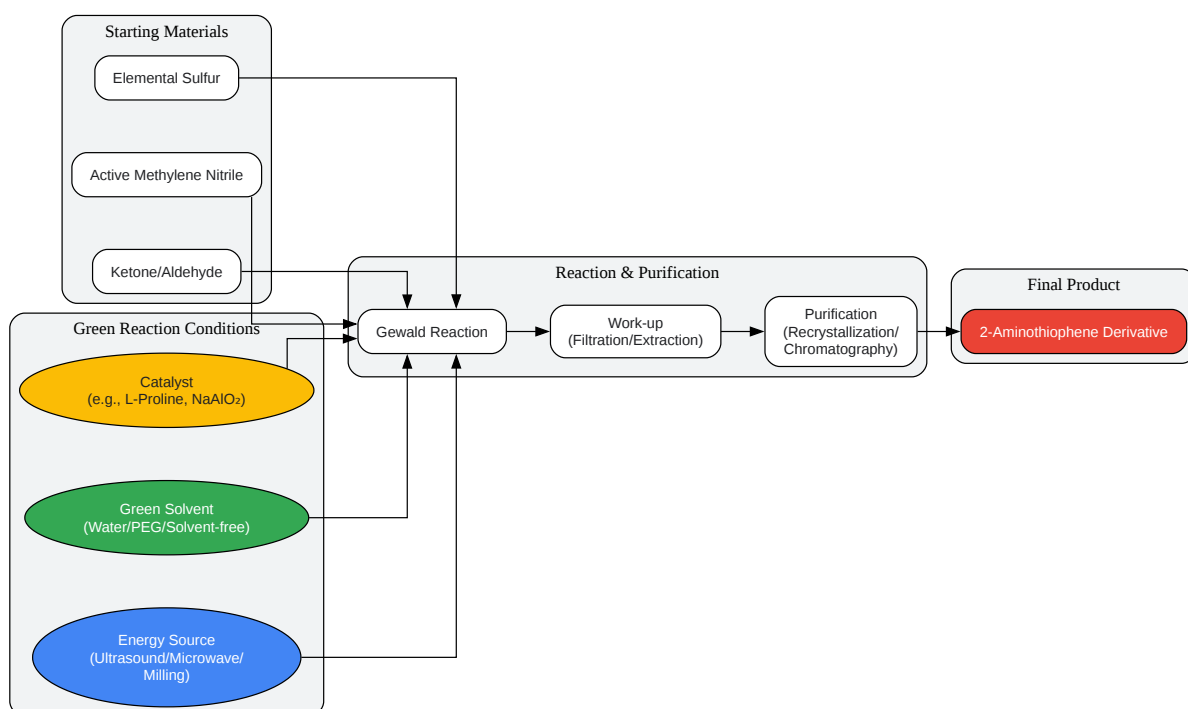 Starting Materials
Elemental Sulfur
Active Methylene Nitrile
Ketone/Aldehyde
Green Reaction Conditions
Catalyst
(e.g., L-Proline, NaAlO₂)
Green Solvent
(Water/PEG/Solvent-free)
Energy Source
(Ultrasound/Microwave/
Milling)
Reaction & Purification
Gewald Reaction
Work-up
(Filtration/Extraction)
Purification
(Recrystallization/
Chromatography)
Final Product
2-Aminothiophene Derivative